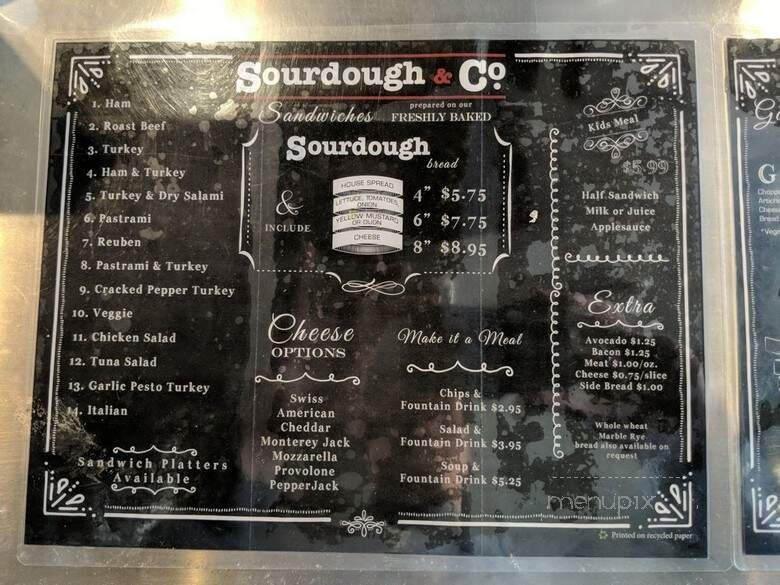 Sourdough & Co.
Sandwiches prepared on our FRESHLY BAKED
Sourdough
bread
& INCLUDE
HOUSE SPREAD
LETTUCE, TOMATOES, ONION
YELLOW MUSTARD OR DIJON
CHEESE
4" $5.75
6" $7.75
8" $8.95
1. Ham
2. Roast Beef
3. Turkey
4. Ham & Turkey
5. Turkey & Dry Salami
6. Pastrami
7. Reuben
8. Pastrami & Turkey
9. Cracked Pepper Turkey
10. Veggie
11. Chicken Salad
12. Tuna Salad
13. Garlic Pesto Turkey
14. Italian
Sandwich Platters
Available
Cheese
OPTIONS
Swiss
American
Cheddar
Monterey Jack
Mozzarella
Provolone
PepperJack
Make it a Meal
Chips &
Fountain Drink $2.95
Salad &
Fountain Drink $3.95
Soup &
Fountain Drink $5.25
Kids Meal
$5.99
Half Sandwich
Milk or Juice
Applesauce
Extra
Avocado $1.25
Bacon $1.25
Meat $1.00/oz.
Cheese $0.75/slice
Side Bread $1.00
Whole wheat
Marble Rye
bread also available on
request
menupix
Printed on recycled paper